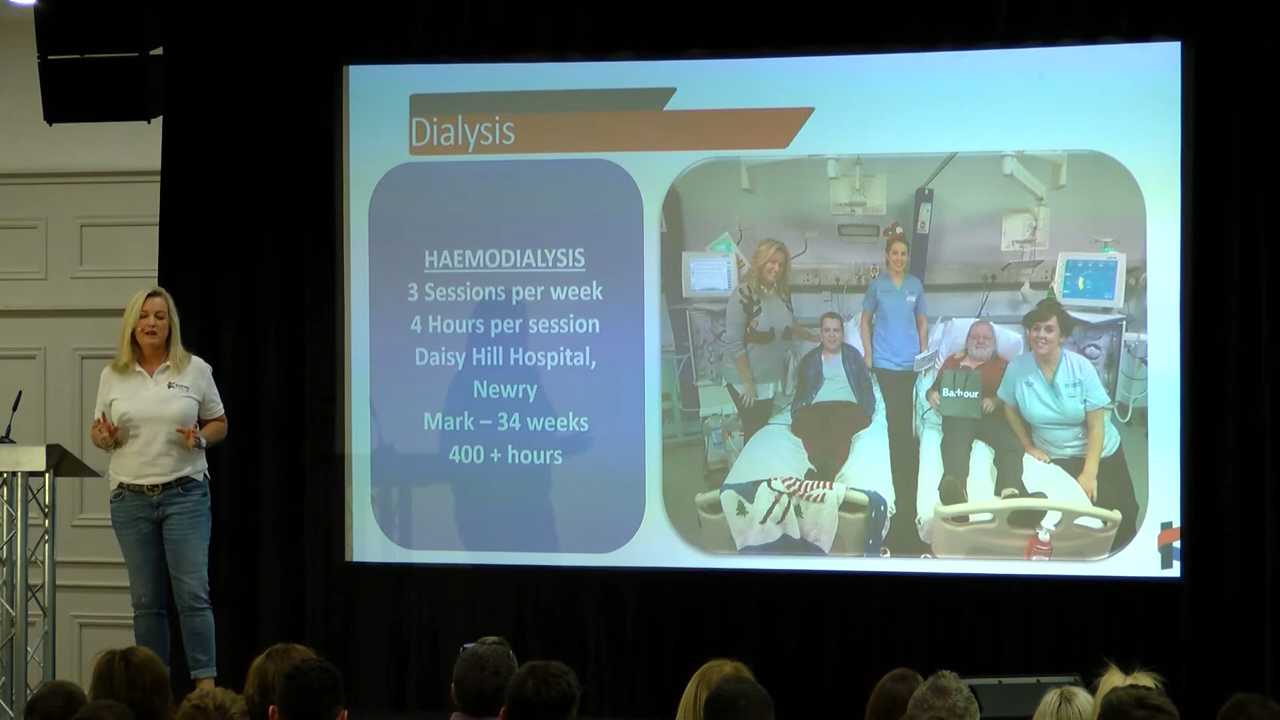 Dialysis
HAEMODIALYSIS
3 Sessions per week
4 Hours per session
Daisy Hill Hospital,
Newry
Mark – 34 weeks
400 + hours
Barbour